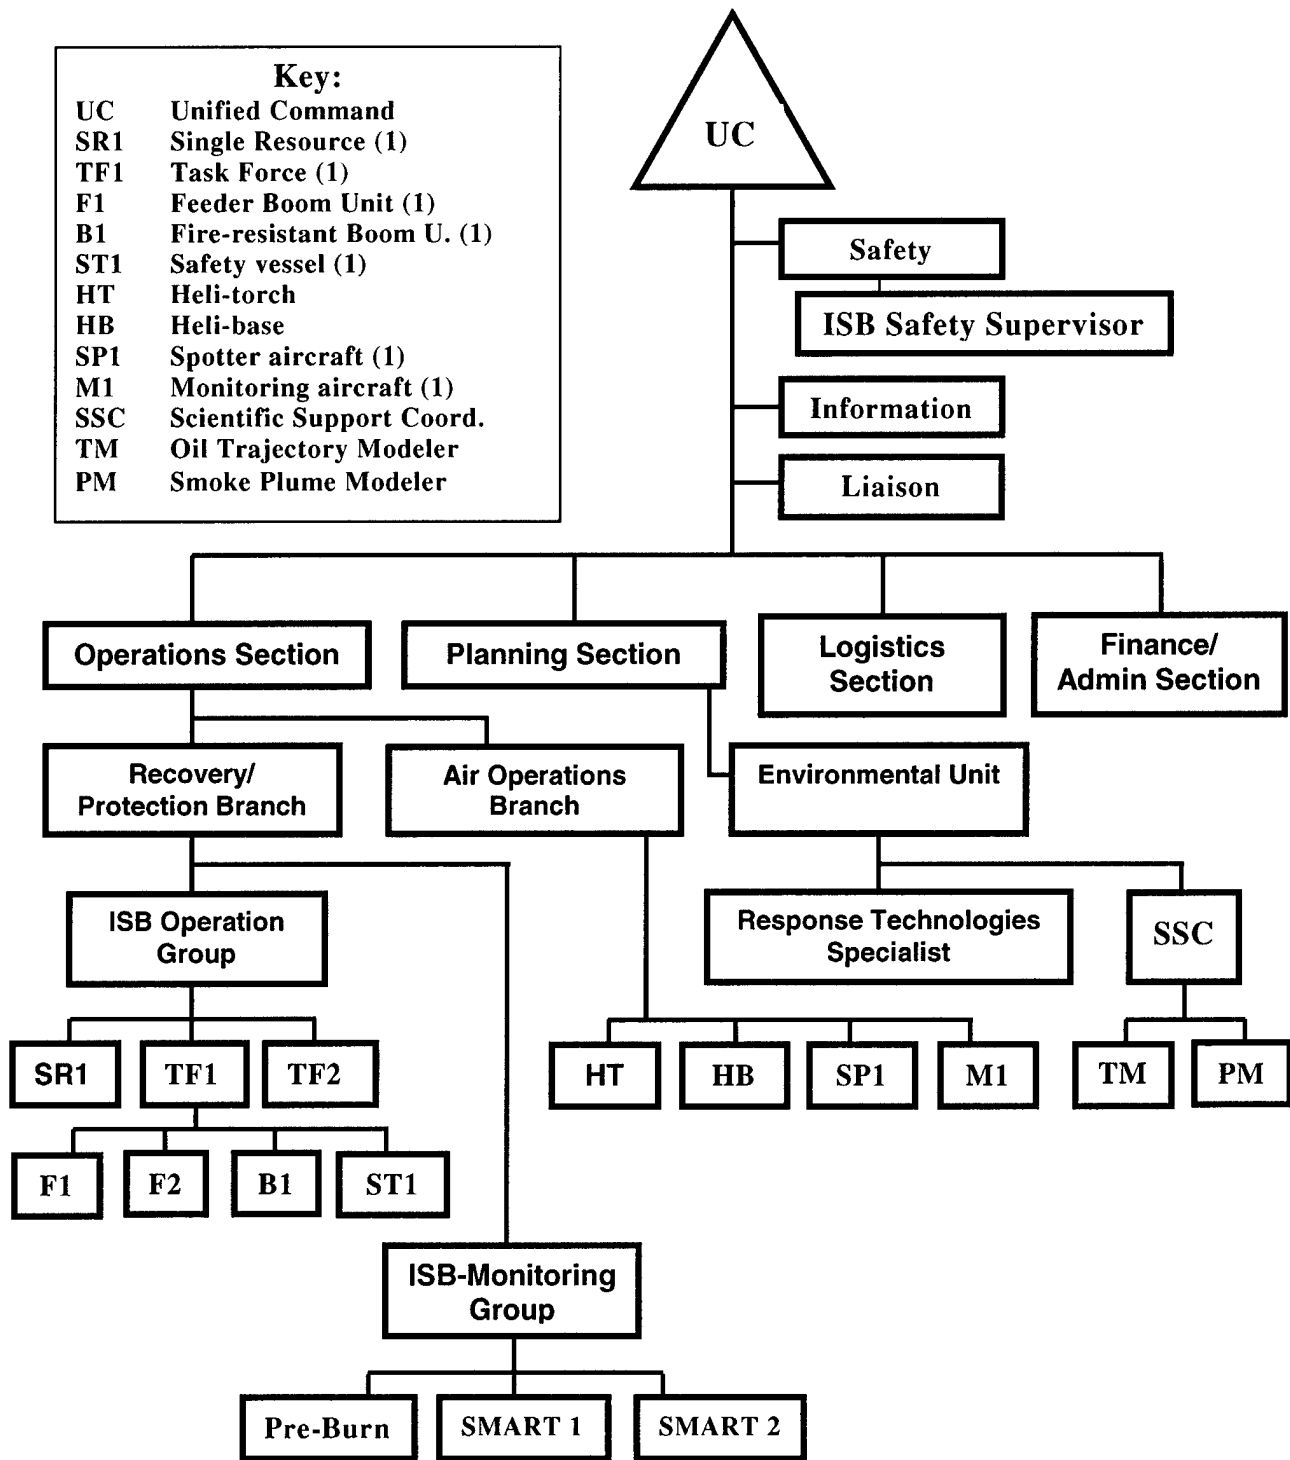 Key:
UC Unified Command
SR1 Single Resource (1)
TF1 Task Force (1)
F1 Feeder Boom Unit (1)
B1 Fire-resistant Boom U. (1)
ST1 Safety vessel (1)
HT Heli-torch
HB Heli-base
SP1 Spotter aircraft (1)
M1 Monitoring aircraft (1)
SSC Scientific Support Coord.
TM Oil Trajectory Modeler
PM Smoke Plume Modeler
UC
Safety
ISB Safety Supervisor
Information
Liaison
Operations Section
Planning Section
Logistics
Section
Finance/
Admin Section
Recovery/
Protection Branch
Air Operations
Branch
Environmental Unit
ISB Operation
Group
Response Technologies
Specialist
SSC
SR1
TF1
TF2
HT
HB
SP1
M1
TM
PM
F1
F2
B1
ST1
ISB-Monitoring
Group
Pre-Burn
SMART 1
SMART 2